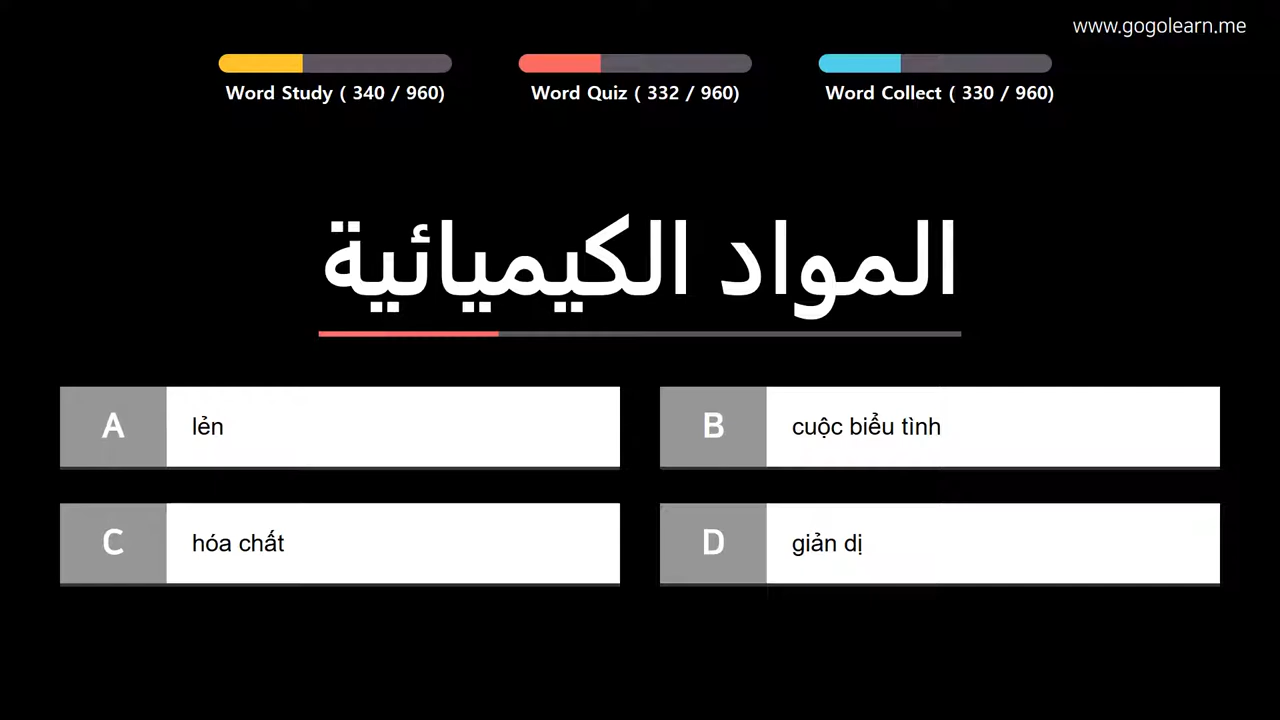 www.gogolearn.me
Word Study ( 340 / 960)
Word Quiz ( 332 / 960)
Word Collect ( 330 / 960)
المواد الكيميائية
A lẻn
B cuộc biểu tình
C hóa chất
D giản dị